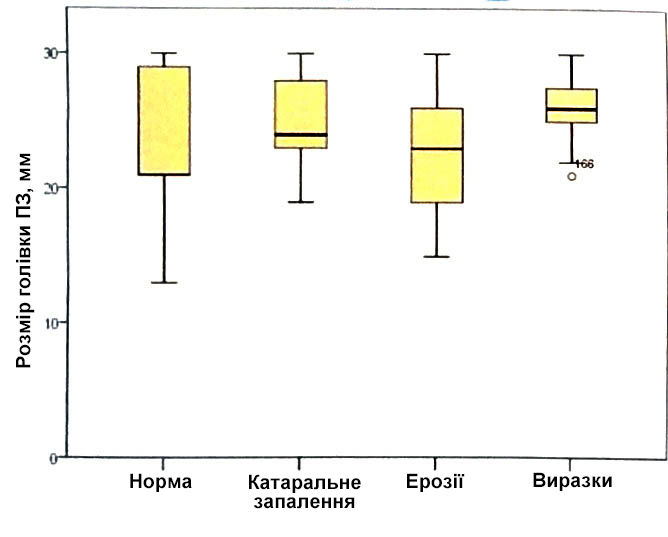 Розмір голівки ПЗ, мм
30
20
10
0
166
Норма
Катаральне
запалення
Ерозії
Виразки